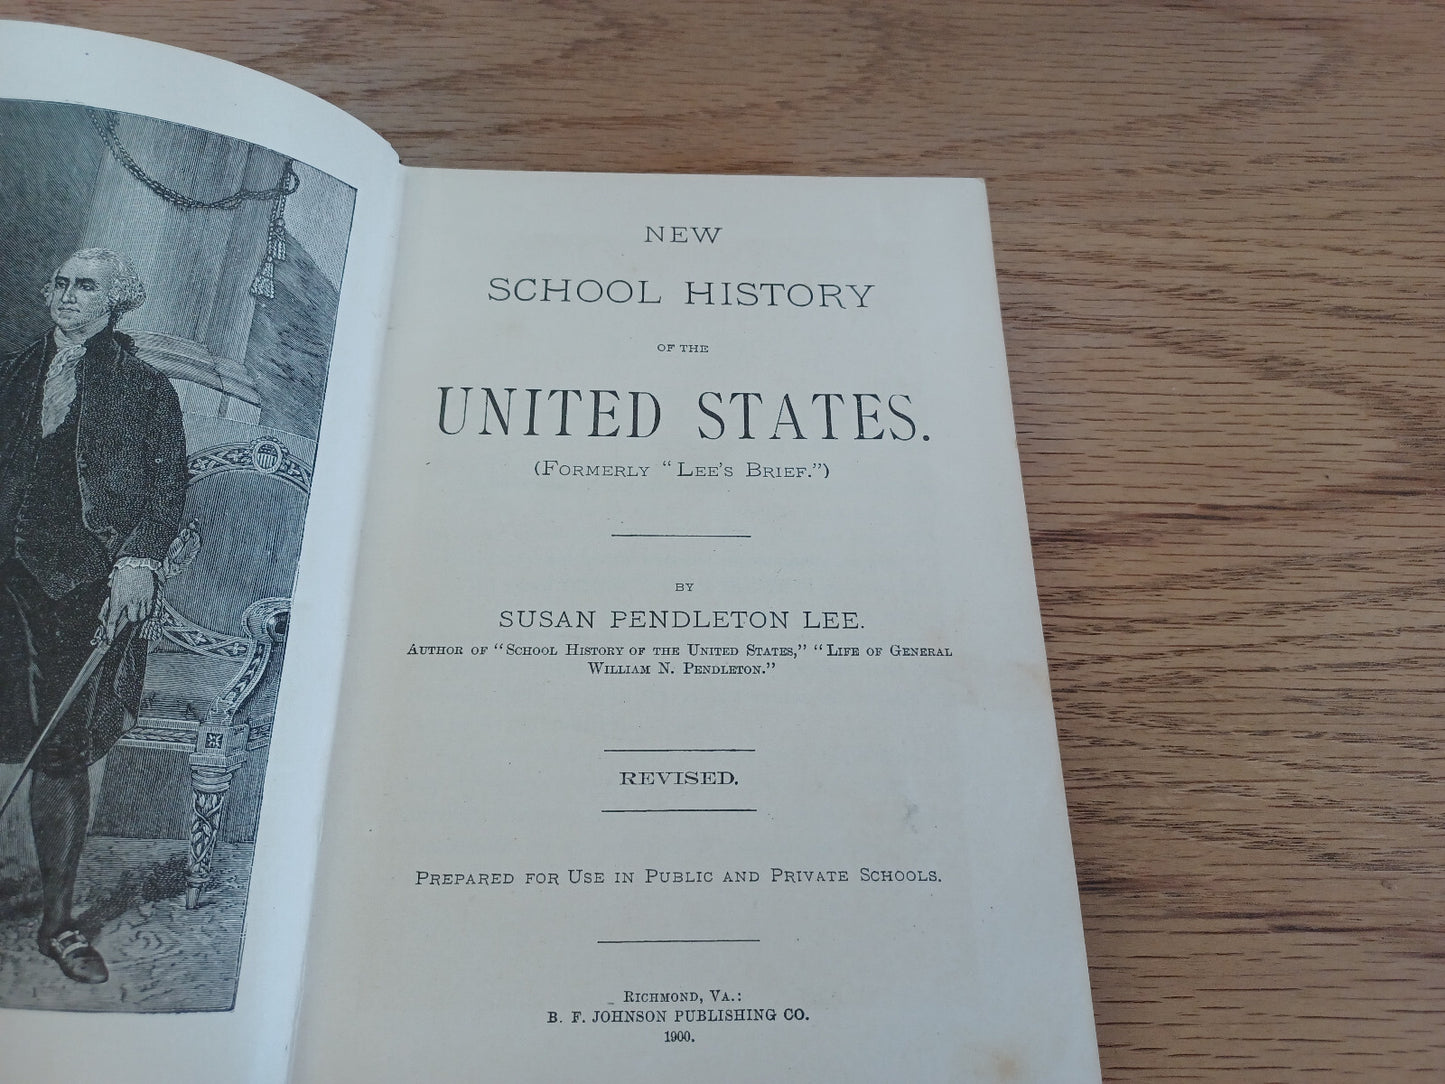 NEW
SCHOOL HISTORY
OF THE
UNITED STATES.
(FORMERLY "LEE'S BRIEF.")
BY
SUSAN PENDLETON LEE.
AUTHOR OF "SCHOOL HISTORY OF THE UNITED STATES," "LIFE OF GENERAL
WILLIAM N. PENDLETON."
REVISED.
PREPARED FOR USE IN PUBLIC AND PRIVATE SCHOOLS.
RICHMOND, VA.:
B. F. JOHNSON PUBLISHING CO.
1900.